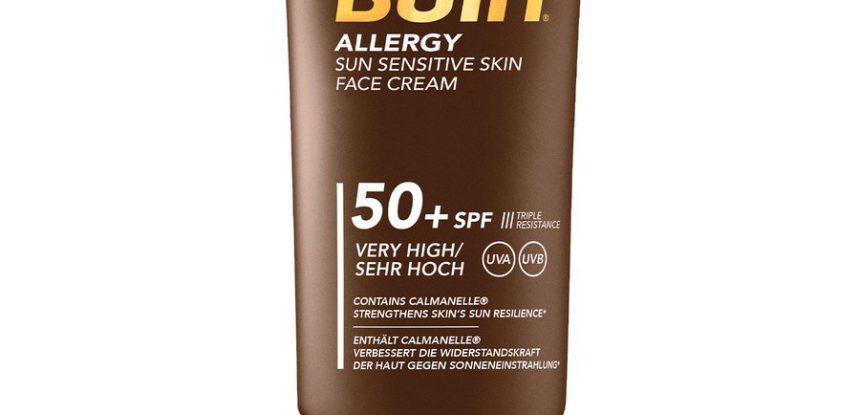 ALLERGY
SUN SENSITIVE SKIN
FACE CREAM
50+ SPF
TRIPLE
RESISTANCE
VERY HIGH/
SEHR HOCH
UVA UVB
CONTAINS CALMANELLE®
STRENGTHENS SKIN'S SUN RESILIENCE*
ENTHÄLT CALMANELLE®
VERBESSERT DIE WIDERSTANDSKRAFT
DER HAUT GEGEN SONNENEINSTRAHLUNG*